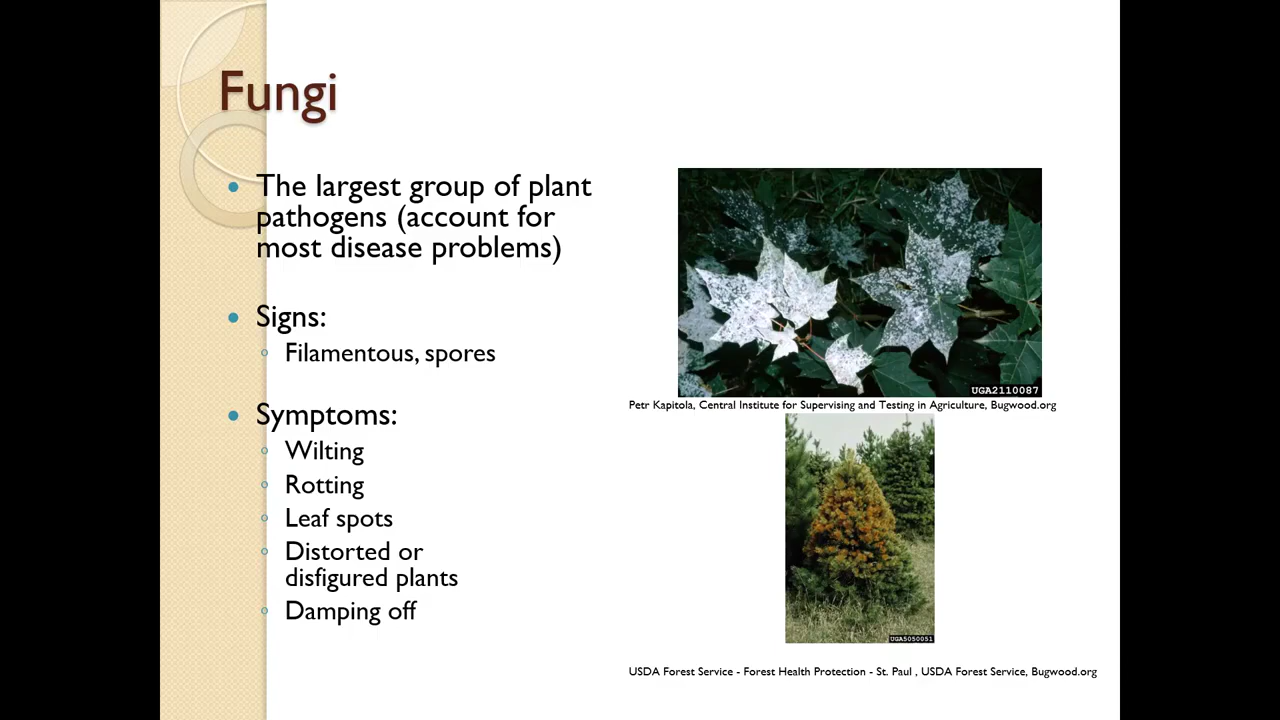 Fungi
The largest group of plant
pathogens (account for
most disease problems)
Signs:
Filamentous, spores
Symptoms:
Wilting
Rotting
Leaf spots
Distorted or
disfigured plants
Damping off
UGA2110087
Petr Kapitola, Central Institute for Supervising and Testing in Agriculture, Bugwood.org
UGA5050051
USDA Forest Service - Forest Health Protection - St. Paul , USDA Forest Service, Bugwood.org